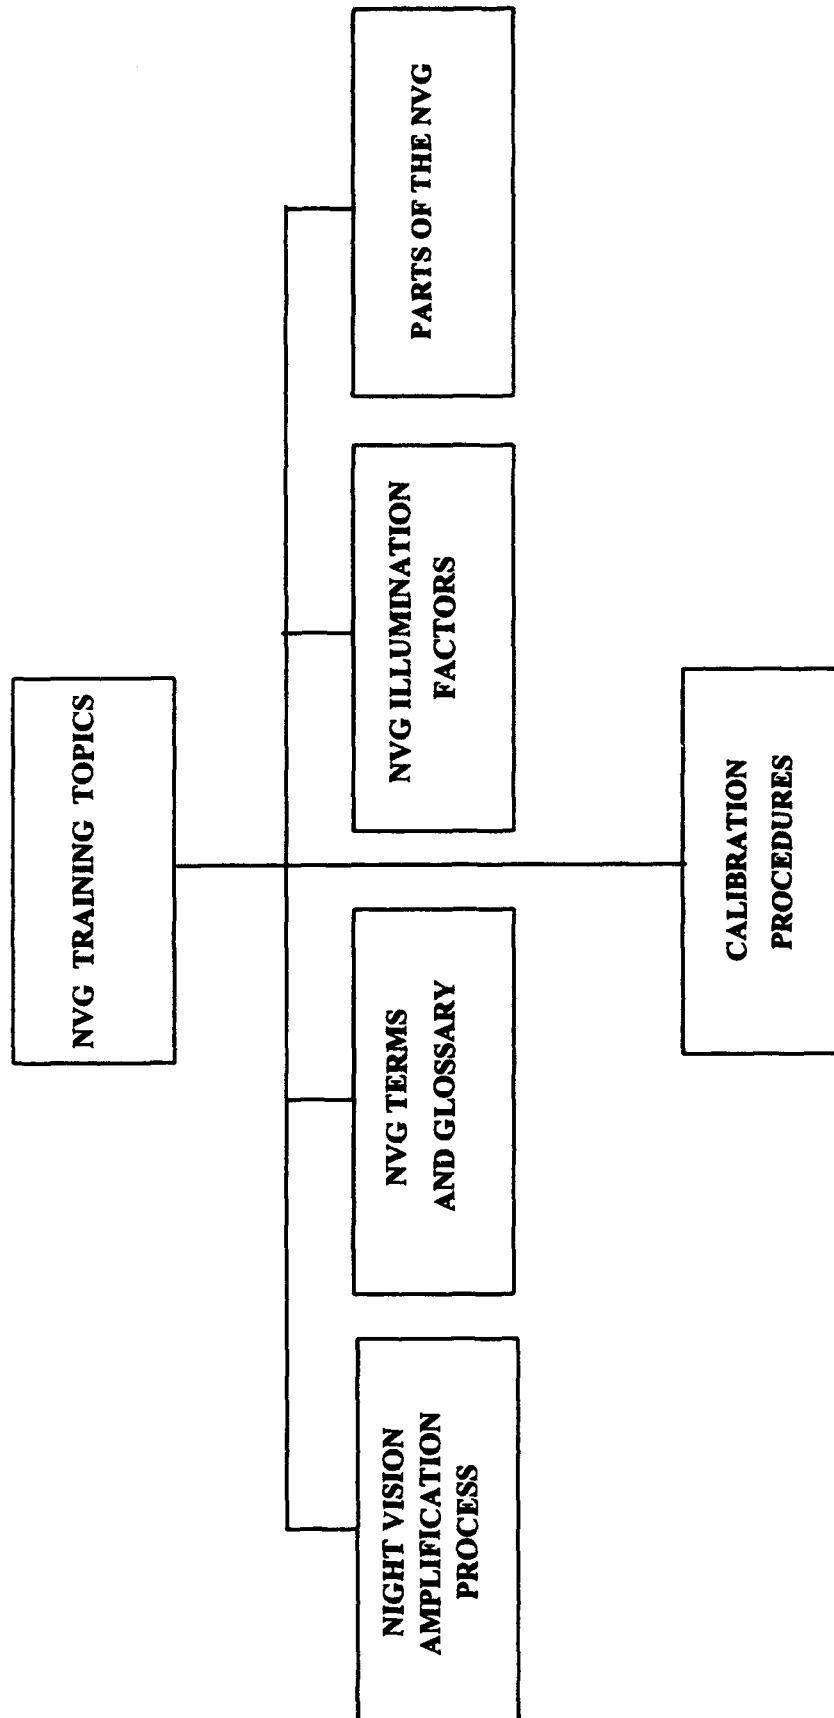 NVG TRAINING TOPICS
NIGHT VISION
AMPLIFICATION
PROCESS
NVG TERMS
AND GLOSSARY
NVG ILLUMINATION
FACTORS
PARTS OF THE NVG
CALIBRATION
PROCEDURES